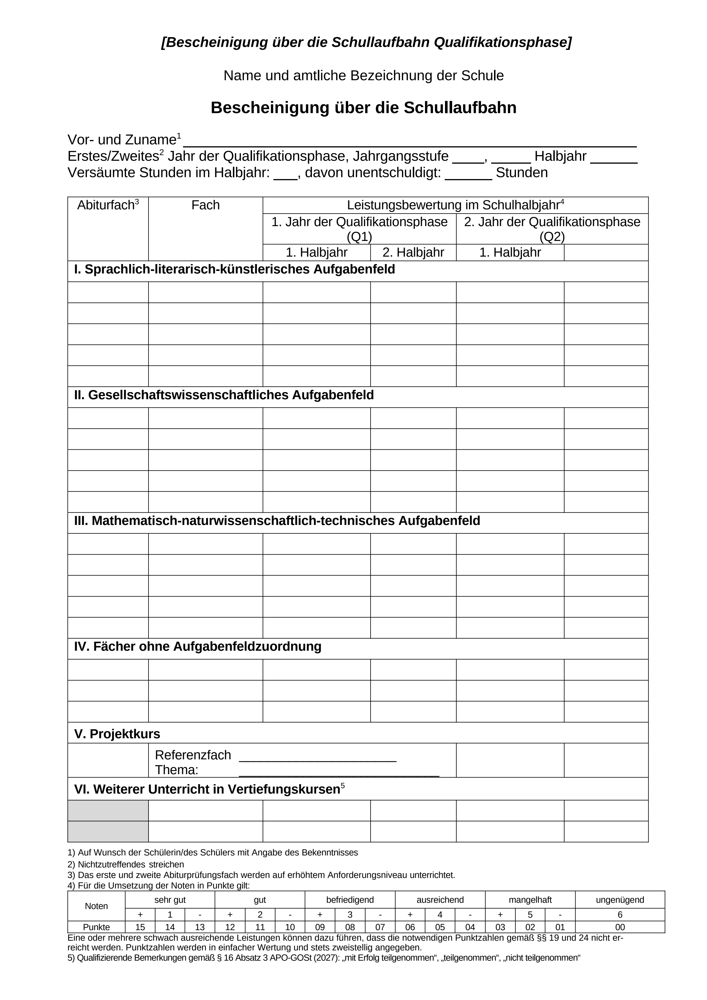 [Bescheinigung über die Schullaufbahn Qualifikationsphase]
Name und amtliche Bezeichnung der Schule
Bescheinigung über die Schullaufbahn
Vor- und Zuname1 ____________________
Erstes/Zweites2 Jahr der Qualifikationsphase, Jahrgangsstufe ____, _____ Halbjahr ______
Versäumte Stunden im Halbjahr: ___, davon unentschuldigt: ______ Stunden
Abiturfach3 Fach Leistungsbewertung im Schulhalbjahr4
1. Jahr der Qualifikationsphase 2. Jahr der Qualifikationsphase
(Q1) (Q2)
1. Halbjahr 2. Halbjahr 1. Halbjahr
I. Sprachlich-literarisch-künstlerisches Aufgabenfeld
II. Gesellschaftswissenschaftliches Aufgabenfeld
III. Mathematisch-naturwissenschaftlich-technisches Aufgabenfeld
IV. Fächer ohne Aufgabenfeldzuordnung
V. Projektkurs
Referenzfach ______________________
Thema: ____________________________
VI. Weiterer Unterricht in Vertiefungskursen5
1) Auf Wunsch der Schülerin/des Schülers mit Angabe des Bekenntnisses
2) Nichtzutreffendes streichen
3) Das erste und zweite Abiturprüfungsfach werden auf erhöhtem Anforderungsniveau unterrichtet.
4) Für die Umsetzung der Noten in Punkte gilt:
Noten sehr gut gut befriedigend ausreichend mangelhaft ungenügend
+ 1 - + 2 - + 3 - + 4 - + 5 - 6
Punkte 15 14 13 12 11 10 09 08 07 06 05 04 03 02 01 00
Eine oder mehrere schwach ausreichende Leistungen können dazu führen, dass die notwendigen Punktzahlen gemäß §§ 19 und 24 nicht er-
reicht werden. Punktzahlen werden in einfacher Wertung und stets zweistellig angegeben.
5) Qualifizierende Bemerkungen gemäß § 16 Absatz 3 APO-GOSt (2027): „mit Erfolg teilgenommen“, „teilgenommen“, „nicht teilgenommen“